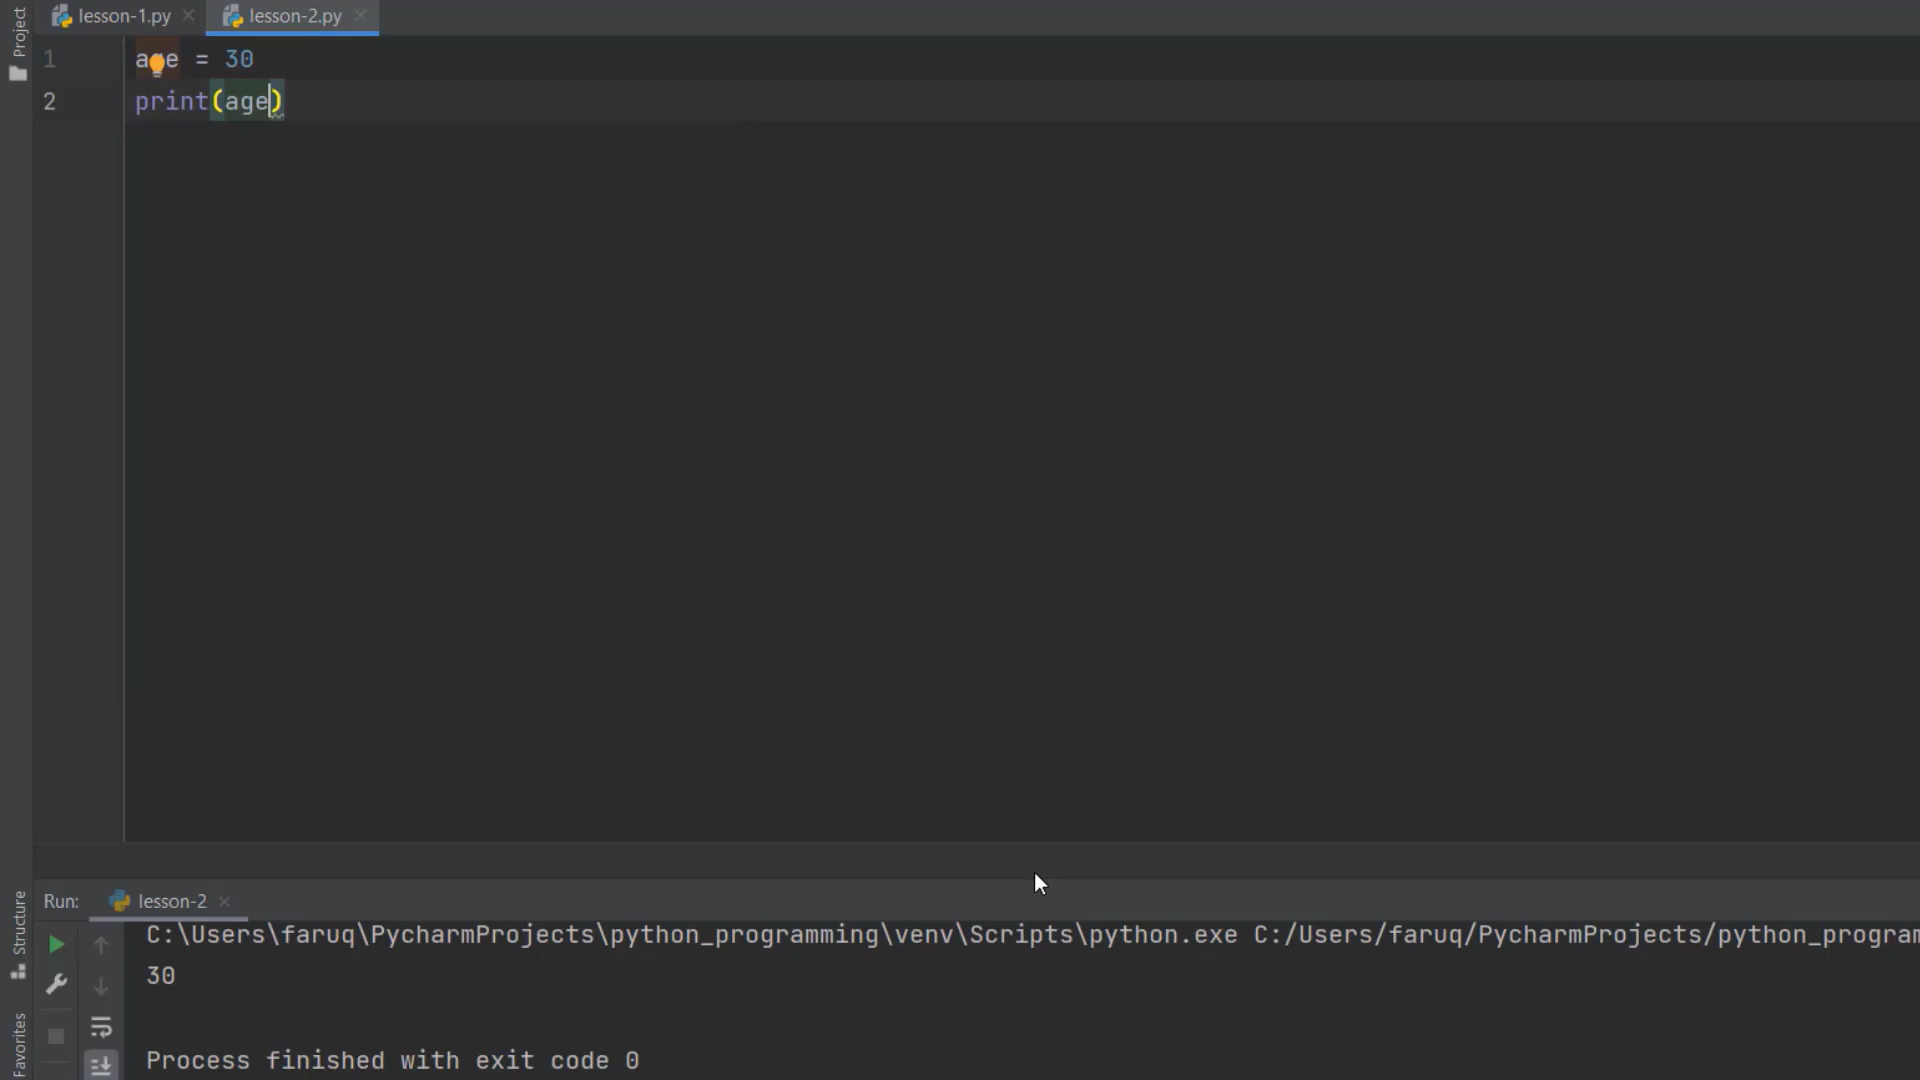 Project
lesson-1.py
lesson-2.py
1 age = 30
2 print(age)
Structure
Favorites
Run: lesson-2
C:\Users\faruq\PycharmProjects\python_programming\venv\Scripts\python.exe C:/Users/faruq/PycharmProjects/python_program
30
Process finished with exit code 0